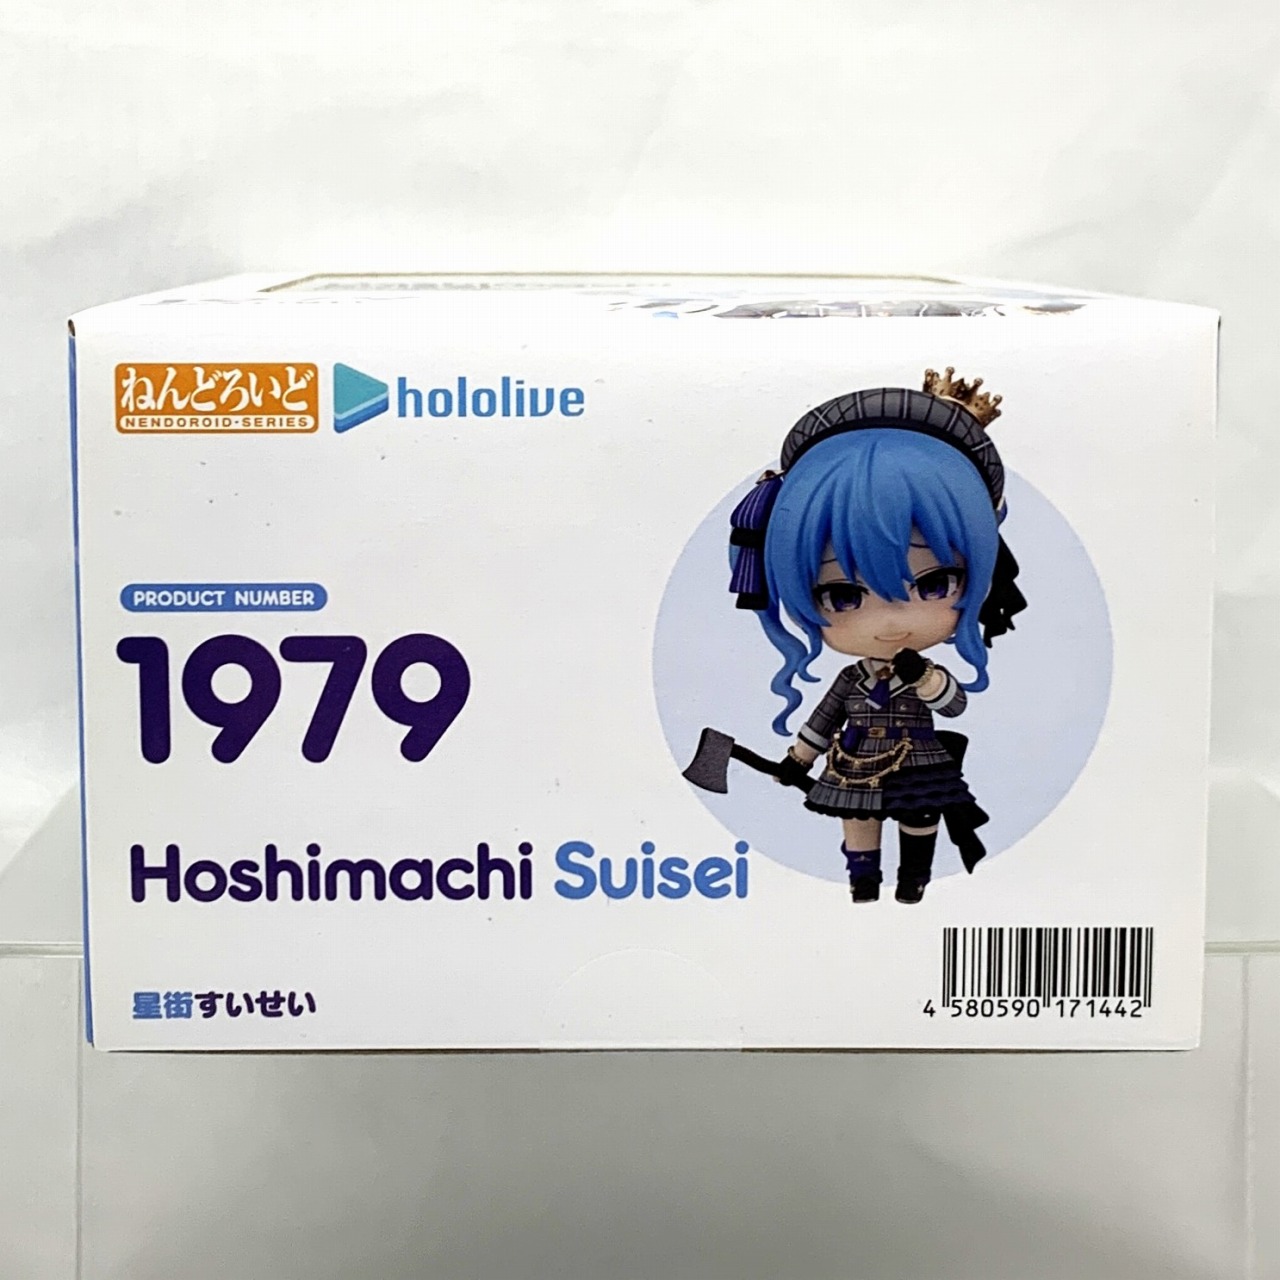 ねんどろいど
NENDOROID-SERIES
hololive
PRODUCT NUMBER
1979
Hoshimachi Suisei
星街すいせい
4 580590 171442